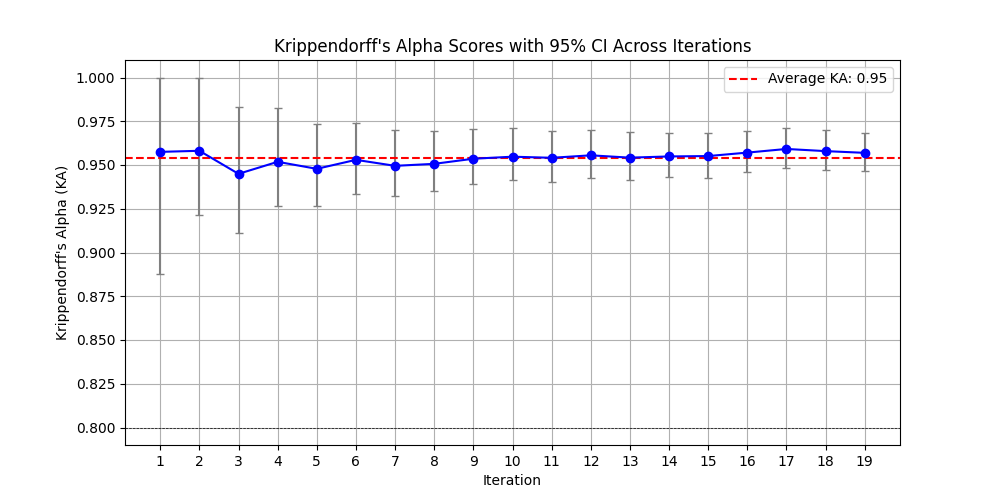 Krippendorff's Alpha Scores with 95% CI Across Iterations
Average KA: 0.95
Krippendorff's Alpha (KA)
1.000
0.975
0.950
0.925
0.900
0.875
0.850
0.825
0.800
1 2 3 4 5 6 7 8 9 10 11 12 13 14 15 16 17 18 19
Iteration